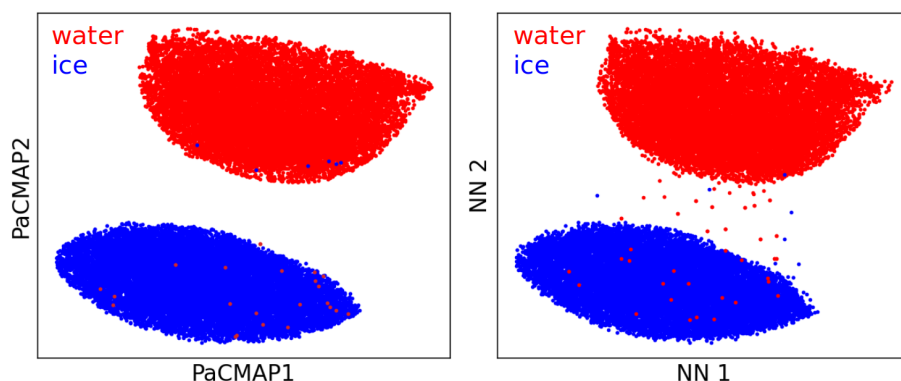 water
ice
PaCMAP2
PaCMAP1
water
ice
NN 2
NN 1